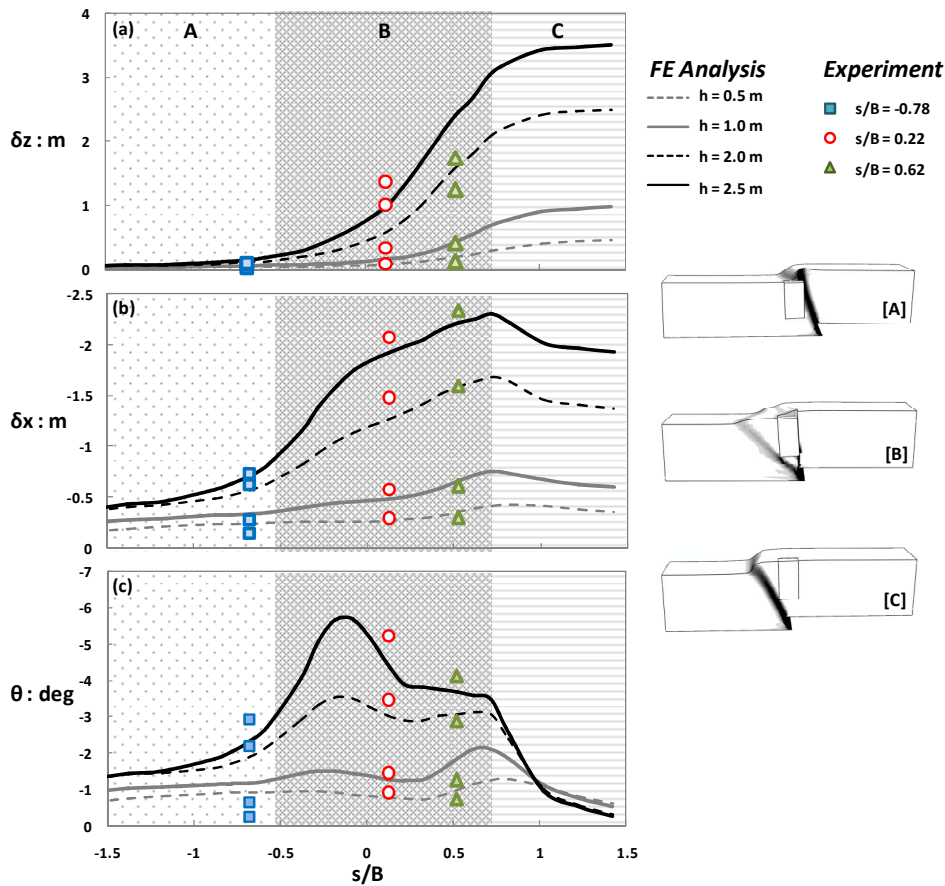 (a)
A
B
C
4
3
2
1
0
δz : m
(b)
-2.5
-2
-1.5
-1
-0.5
0
δx : m
(c)
-7
-6
-5
-4
-3
-2
-1
0
θ : deg
-1.5
-1
-0.5
0
0.5
1
1.5
s/B
FE Analysis
h = 0.5 m
h = 1.0 m
h = 2.0 m
h = 2.5 m
Experiment
s/B = -0.78
s/B = 0.22
s/B = 0.62
[A]
[B]
[C]